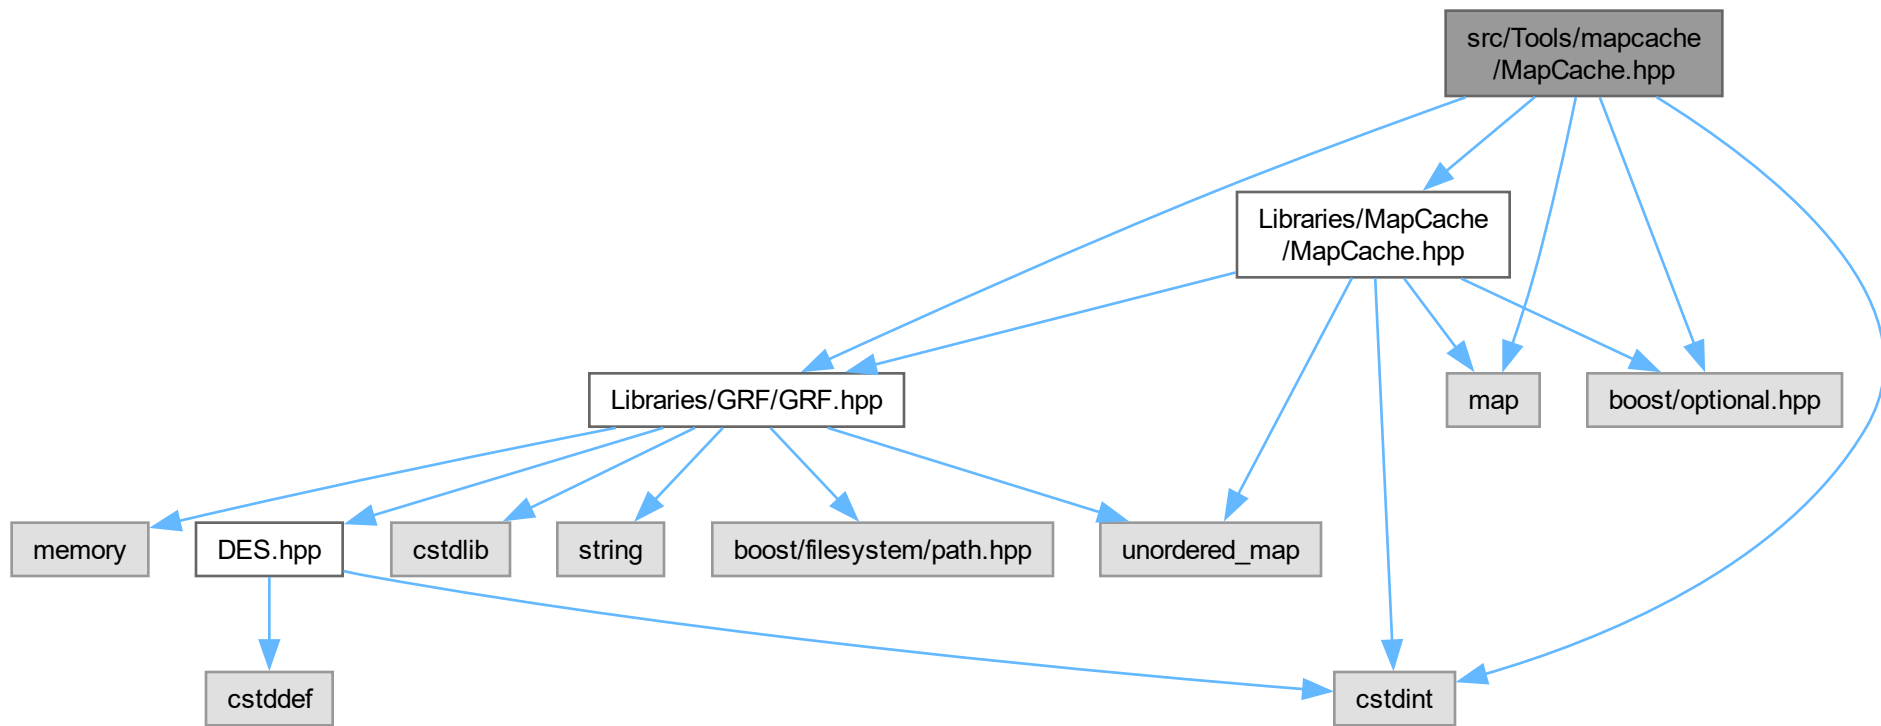 src/Tools/mapcache
/MapCache.hpp
Libraries/MapCache
/MapCache.hpp
Libraries/GRF/GRF.hpp
map
boost/optional.hpp
memory
DES.hpp
cstdlib
string
boost/filesystem/path.hpp
unordered_map
cstddef
cstdint